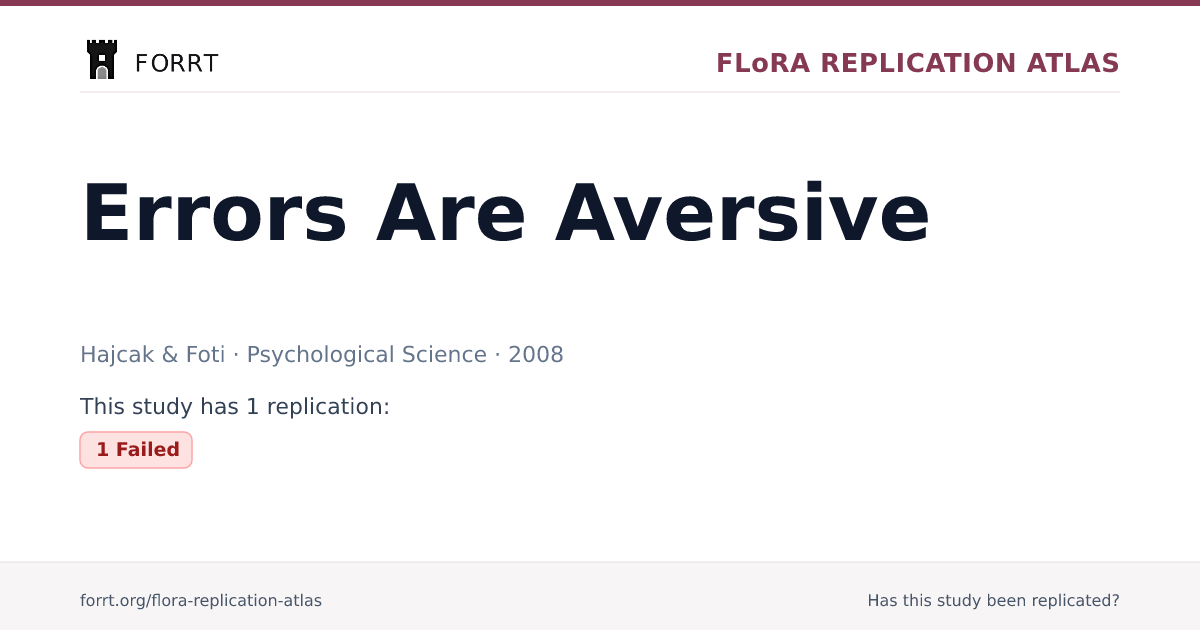 FORRT
FLoRA REPLICATION ATLAS
Errors Are Aversive
Hajcak & Foti · Psychological Science · 2008
This study has 1 replication:
1 Failed
forrt.org/flora-replication-atlas
Has this study been replicated?